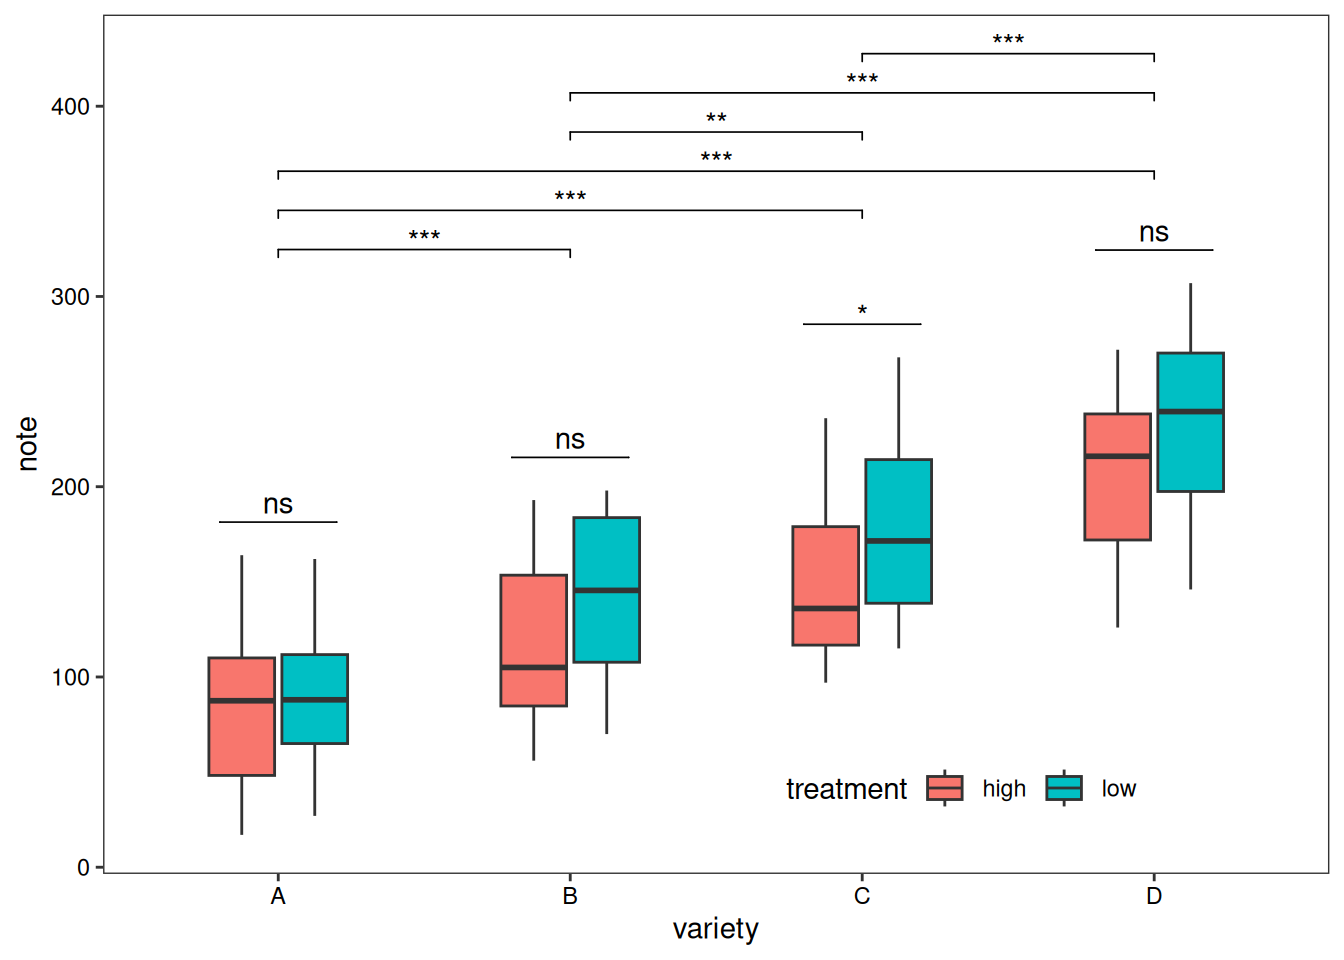 ***
***
400
**
***
***
***
ns
300
*
note
ns
200
ns
100
treatment high low
0
A B C D
variety